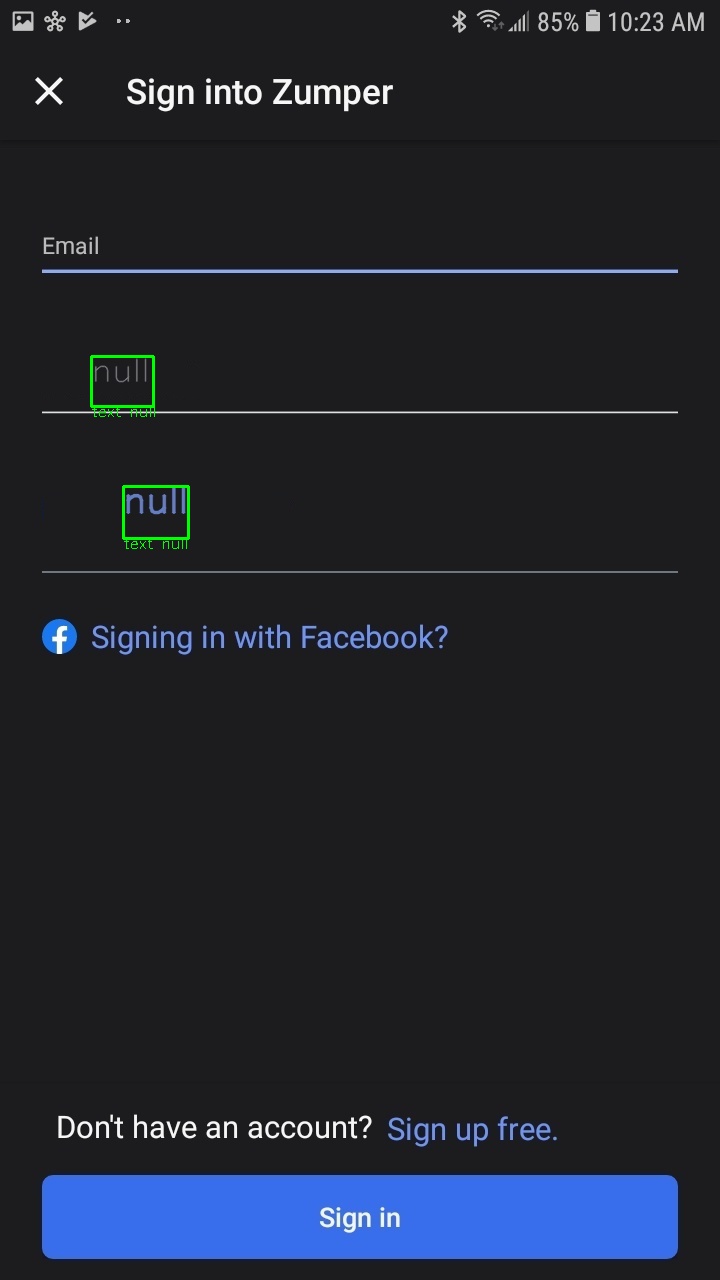 85% 10:23 AM
Sign into Zumper
Email
null
text null
null
text null
Signing in with Facebook?
Don't have an account? Sign up free.
Sign in